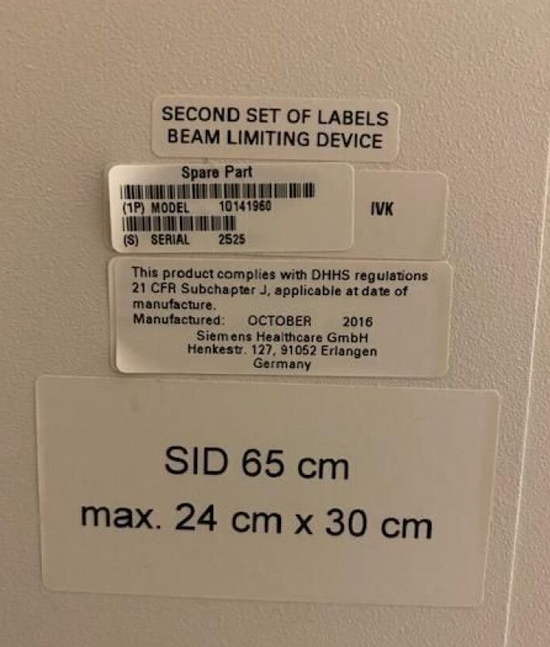 SECOND SET OF LABELS
BEAM LIMITING DEVICE
Spare Part
(1P) MODEL 10141960
IVK
(S) SERIAL 2525
This product complies with DHHS regulations
21 CFR Subchapter J, applicable at date of
manufacture.
Manufactured: OCTOBER 2016
Siemens Healthcare GmbH
Henkestr. 127, 91052 Erlangen
Germany
SID 65 cm
max. 24 cm x 30 cm